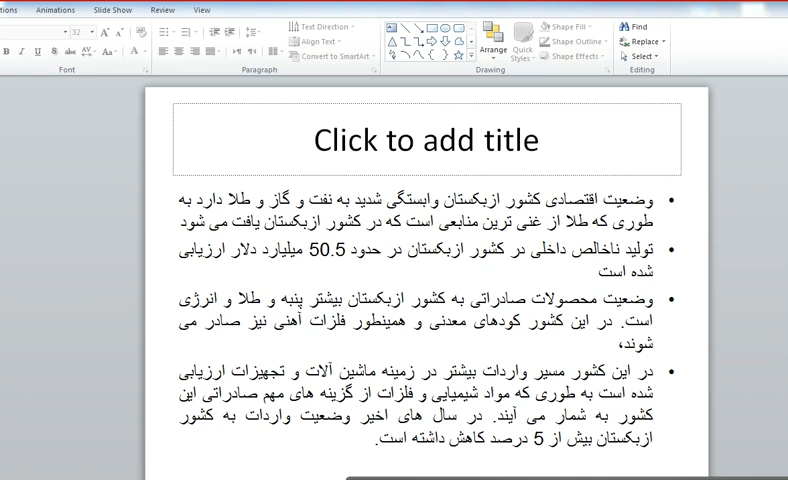 tions Animations Slide Show Review View
32 Text Direction Shape Fill Find
Align Text Arrange Quick Styles Shape Outline Replace
B I U S abc AV Aa A Convert to SmartArt Shape Effects Select
Font Paragraph Drawing Editing
Click to add title
• وضعیت اقتصادی کشور ازبکستان وابستگی شدید به نفت و گاز و طلا دارد به
طوری که طلا از غنی ترین منابعی است که در کشور ازبکستان یافت می شود
• تولید ناخالص داخلی در کشور ازبکستان در حدود 50.5 میلیارد دلار ارزیابی
شده است
• وضعیت محصولات صادراتی به کشور ازبکستان بیشتر پنبه و طلا و انرژی
است. در این کشور کودهای معدنی و همینطور فلزات آهنی نیز صادر می
شوند،
• در این کشور مسیر واردات بیشتر در زمینه ماشین آلات و تجهیزات ارزیابی
شده است به طوری که مواد شیمیایی و فلزات از گزینه های مهم صادراتی این
کشور به شمار می آیند. در سال های اخیر وضعیت واردات به کشور
ازبکستان بیش از 5 درصد کاهش داشته است.